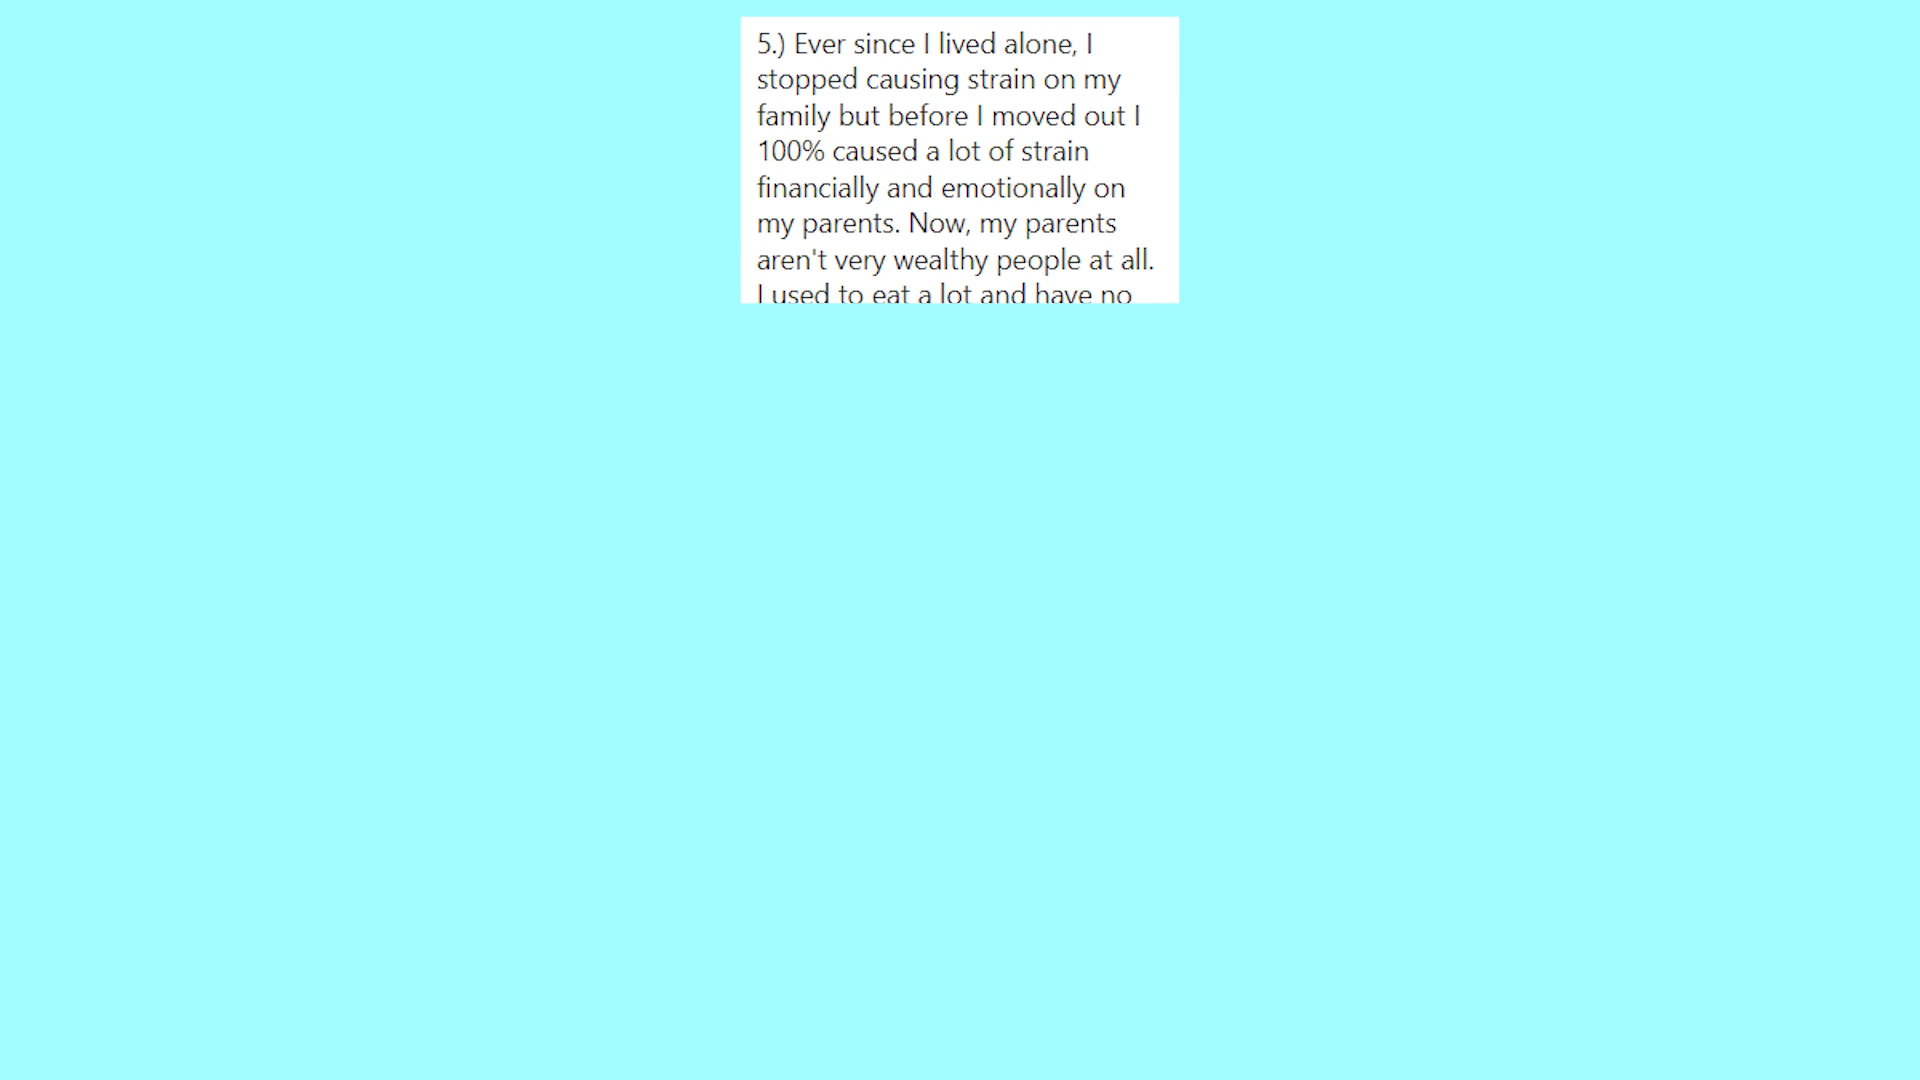 5.) Ever since I lived alone, I
stopped causing strain on my
family but before I moved out I
100% caused a lot of strain
financially and emotionally on
my parents. Now, my parents
aren't very wealthy people at all.
I used to eat a lot and have no